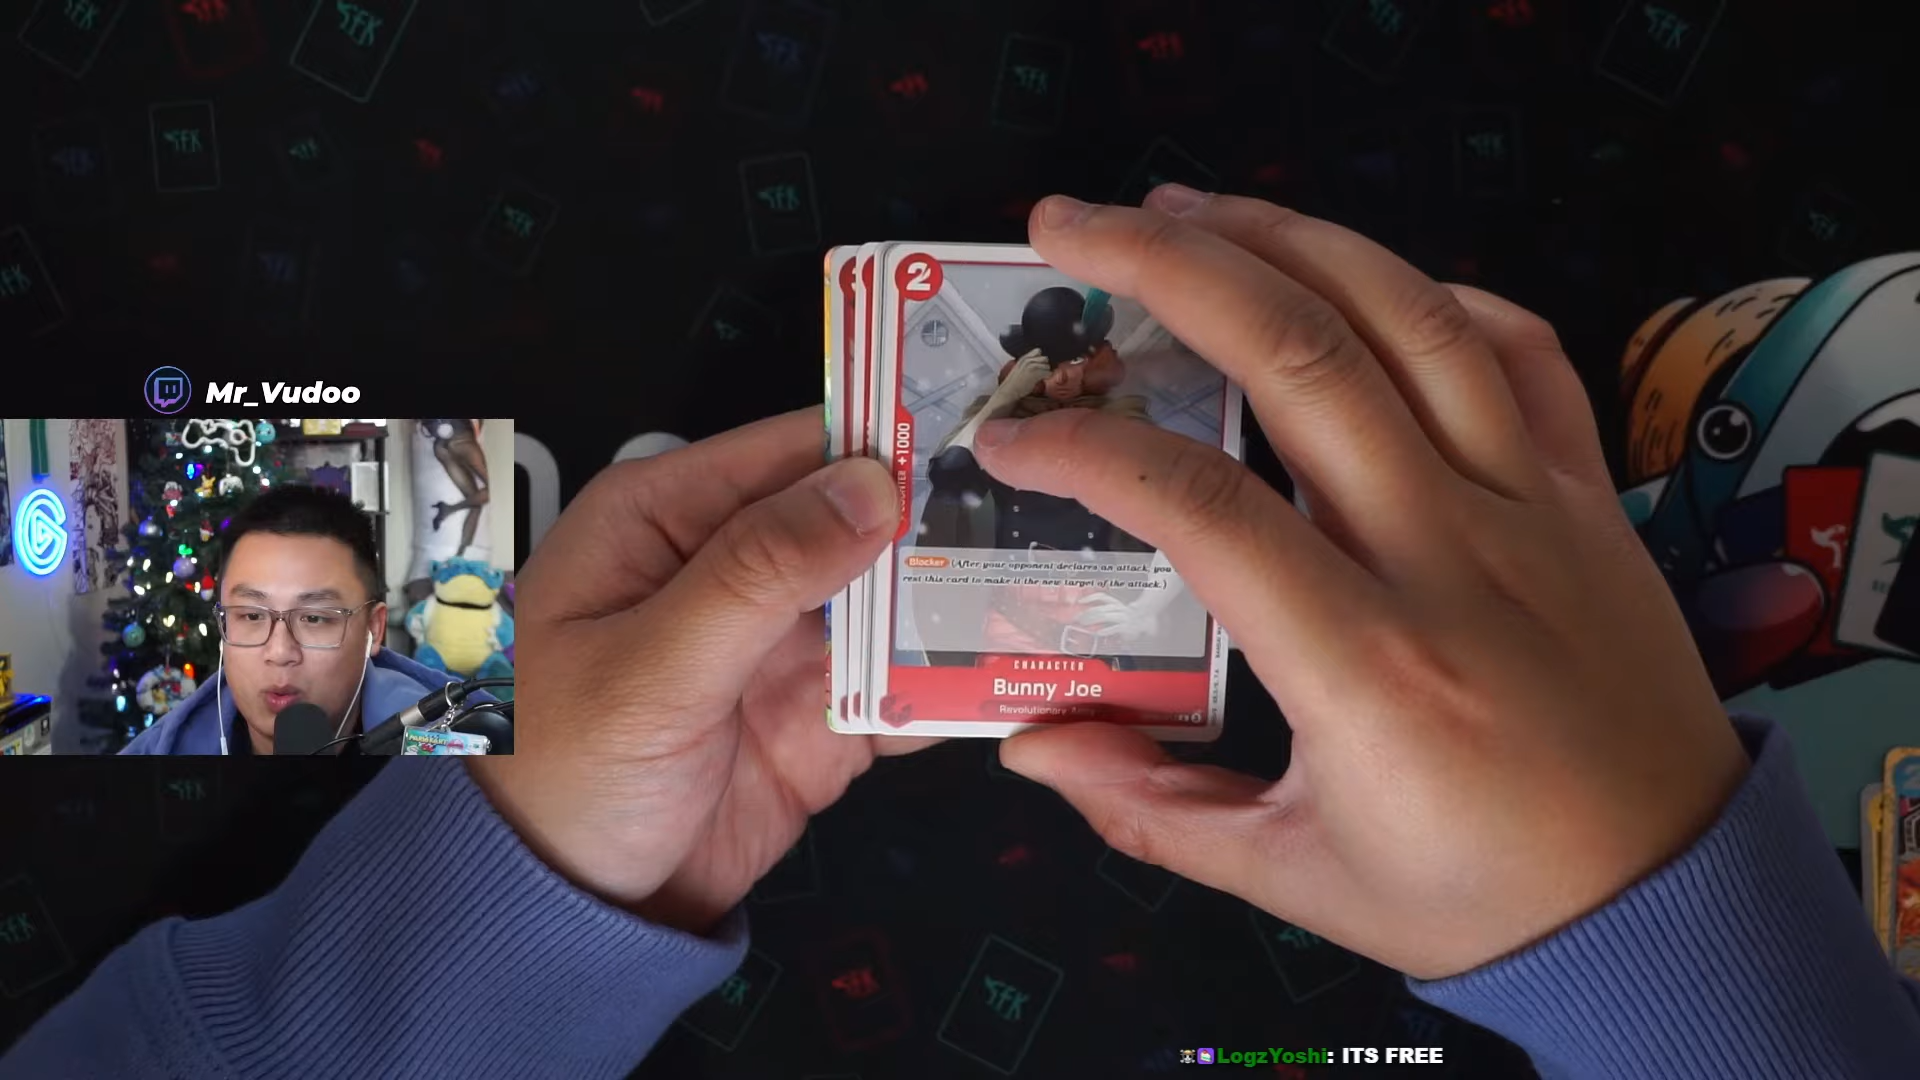 Mr_Vudoo
2
COUNTER +1000
Blocker (After your opponent declares an attack, you
rest this card to make it the new target of the attack.)
CHARACTER
Bunny Joe
Revolutionary
LogzYoshi: ITS FREE